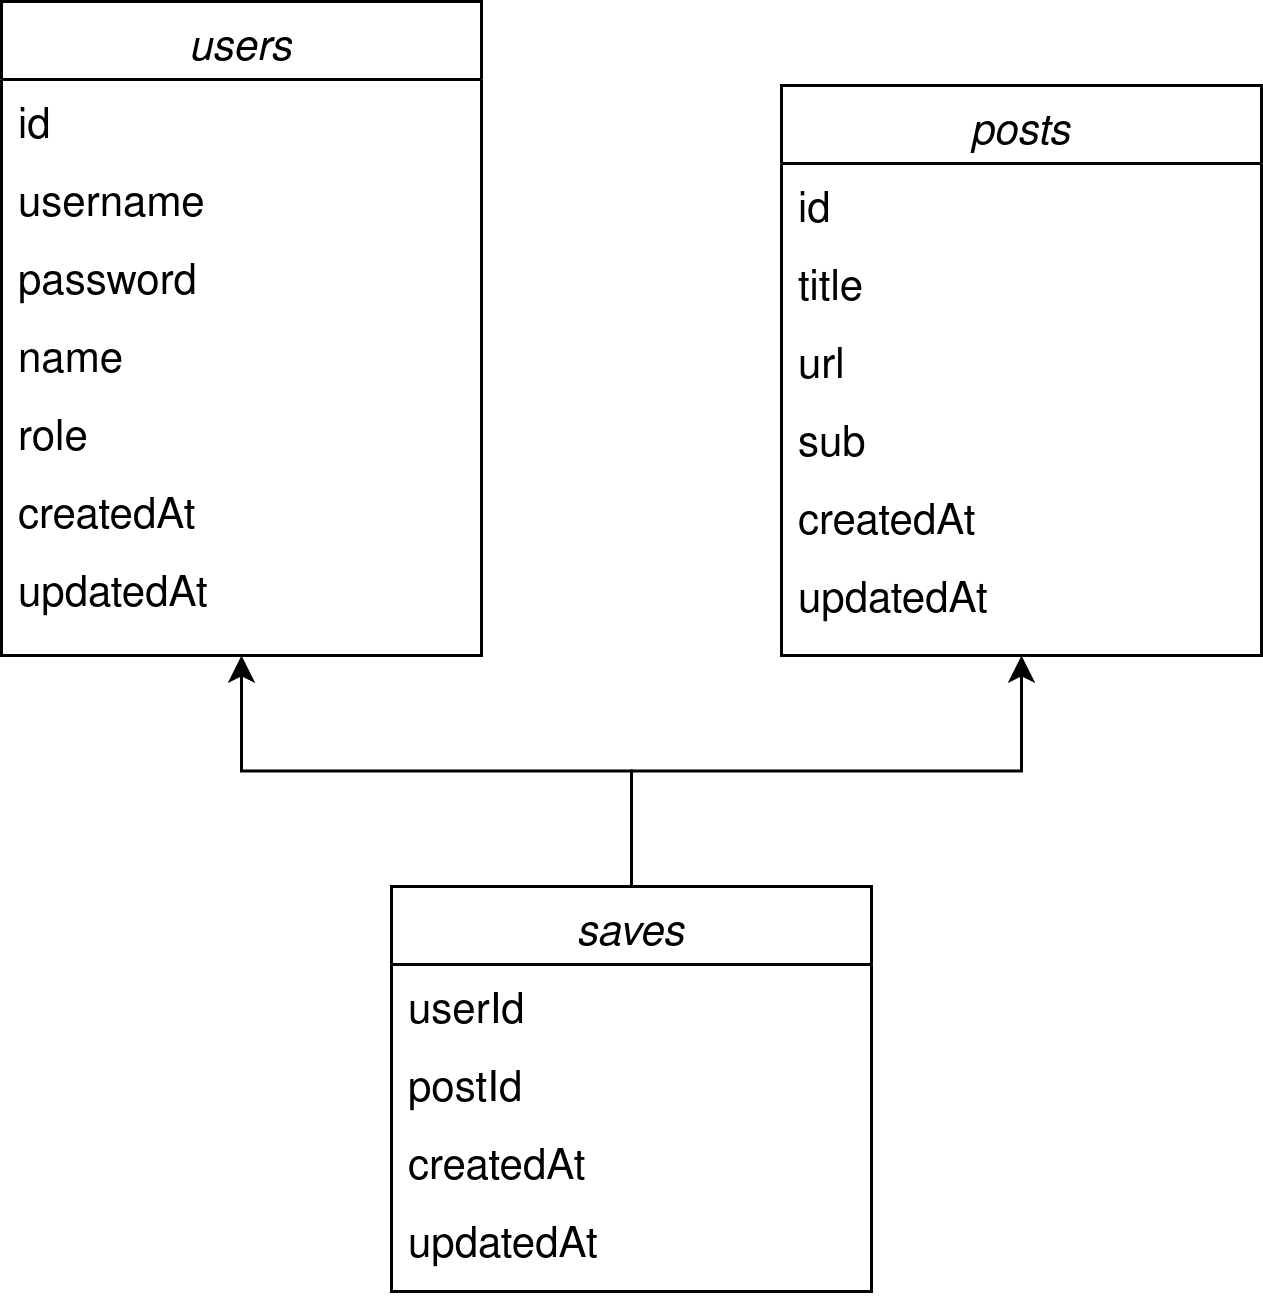 users
id
username
password
name
role
createdAt
updatedAt
posts
id
title
url
sub
createdAt
updatedAt
saves
userId
postId
createdAt
updatedAt